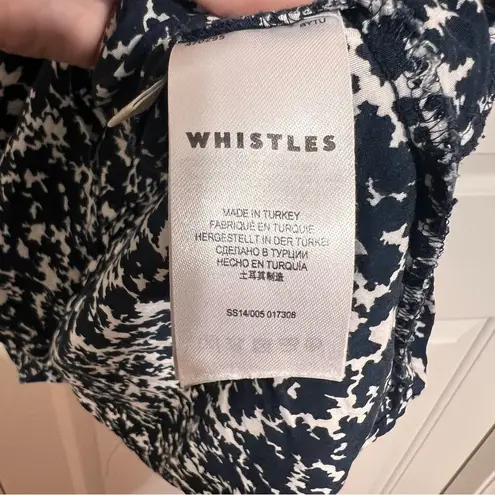 WHISTLES
MADE IN TURKEY
FABRIQUÉ EN TURQUIE
HERGESTELLT IN DER TÜRKEI
СДЕЛАНО В ТУРЦИИ
HECHO EN TURQUÍA
土耳其制造
SS14/005 017308